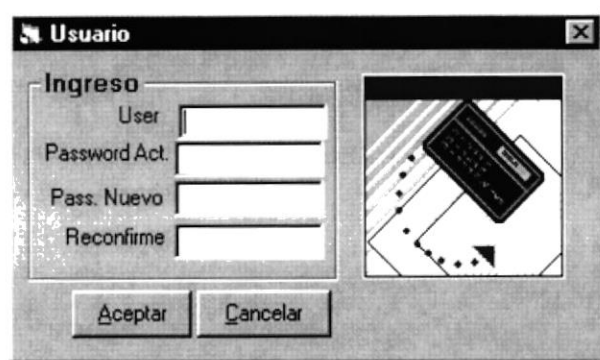 Usuario
Ingreso
User
Password Act.
Pass. Nuevo
Reconfirme
Aceptar
Cancelar